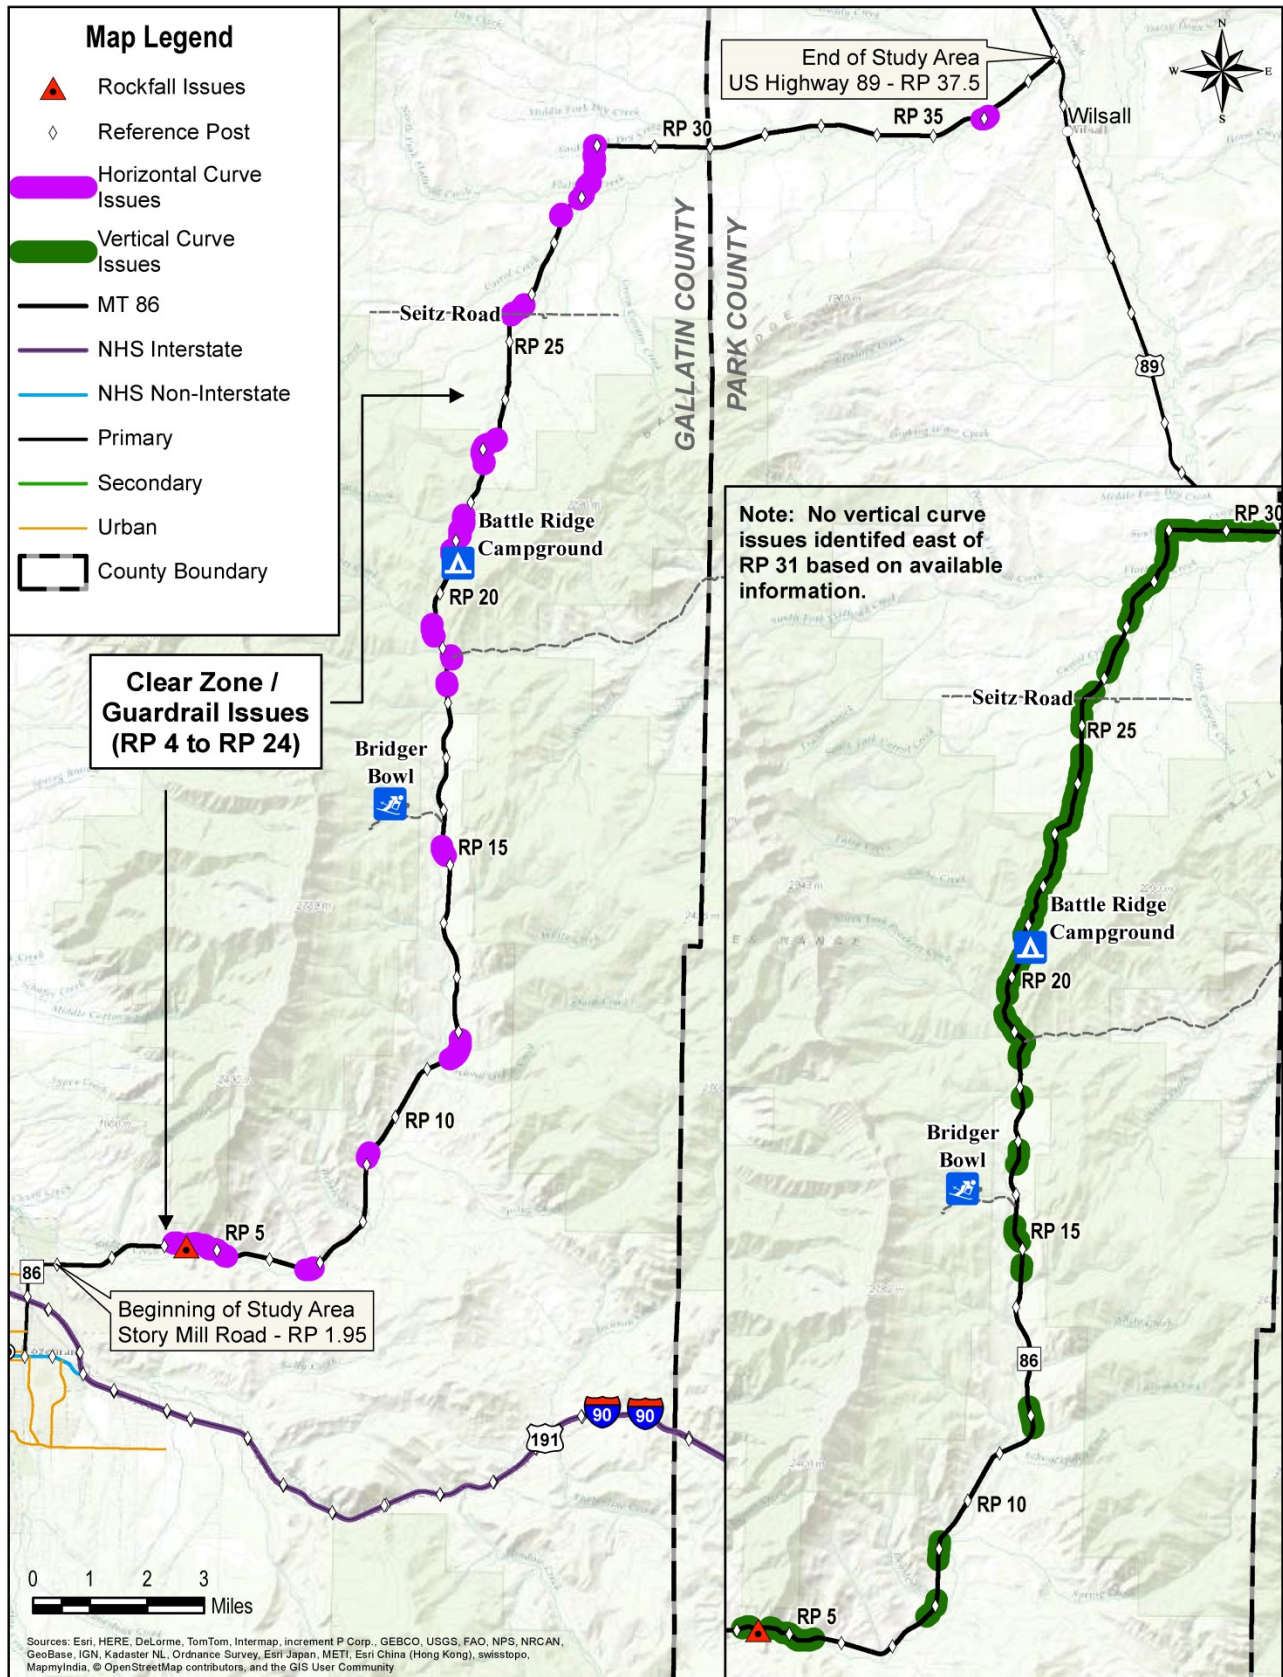 Map Legend
Rockfall Issues
Reference Post
Horizontal Curve
Issues
Vertical Curve
Issues
MT 86
NHS Interstate
NHS Non-Interstate
Primary
Secondary
Urban
County Boundary
End of Study Area
US Highway 89 - RP 37.5
N
W
E
S
RP 30
RP 35
Wilsall
Wilsall
GALLATIN COUNTY
PARK COUNTY
Seitz Road
RP 25
89
Battle Ridge
Campground
RP 20
Clear Zone /
Guardrail Issues
(RP 4 to RP 24)
Bridger
Bowl
RP 15
RP 10
RP 5
86
Beginning of Study Area
Story Mill Road - RP 1.95
90
90
191
0 1 2 3
Miles
Sources: Esri, HERE, DeLorme, TomTom, Intermap, increment P Corp., GEBCO, USGS, FAO, NPS, NRCAN,
GeoBase, IGN, Kadaster NL, Ordnance Survey, Esri Japan, METI, Esri China (Hong Kong), swisstopo,
MapmyIndia, © OpenStreetMap contributors, and the GIS User Community
Note: No vertical curve
issues identifed east of
RP 31 based on available
information.
RP 30
Seitz Road
RP 25
Battle Ridge
Campground
RP 20
Bridger
Bowl
RP 15
86
RP 10
RP 5